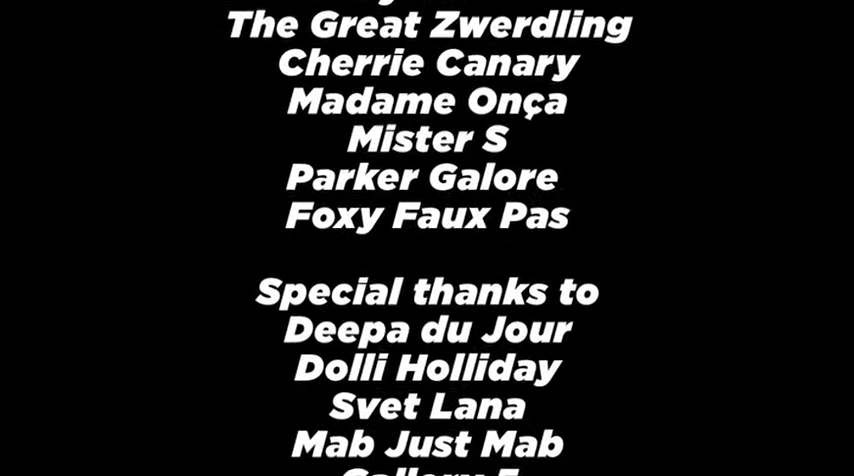 The Great Zwerdling
Cherrie Canary
Madame Onça
Mister S
Parker Galore
Foxy Faux Pas
Special thanks to
Deepa du Jour
Dolli Holliday
Svet Lana
Mab Just Mab